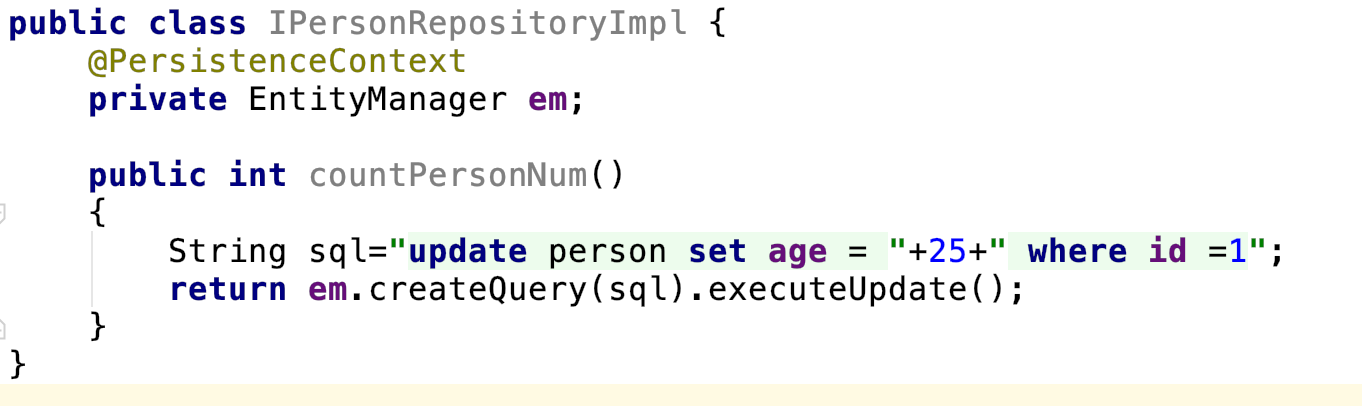 public class IPersonRepositoryImpl {
@PersistenceContext
private EntityManager em;
public int countPersonNum()
{
String sql="update person set age = "+25+" where id =1";
return em.createQuery(sql).executeUpdate();
}
}